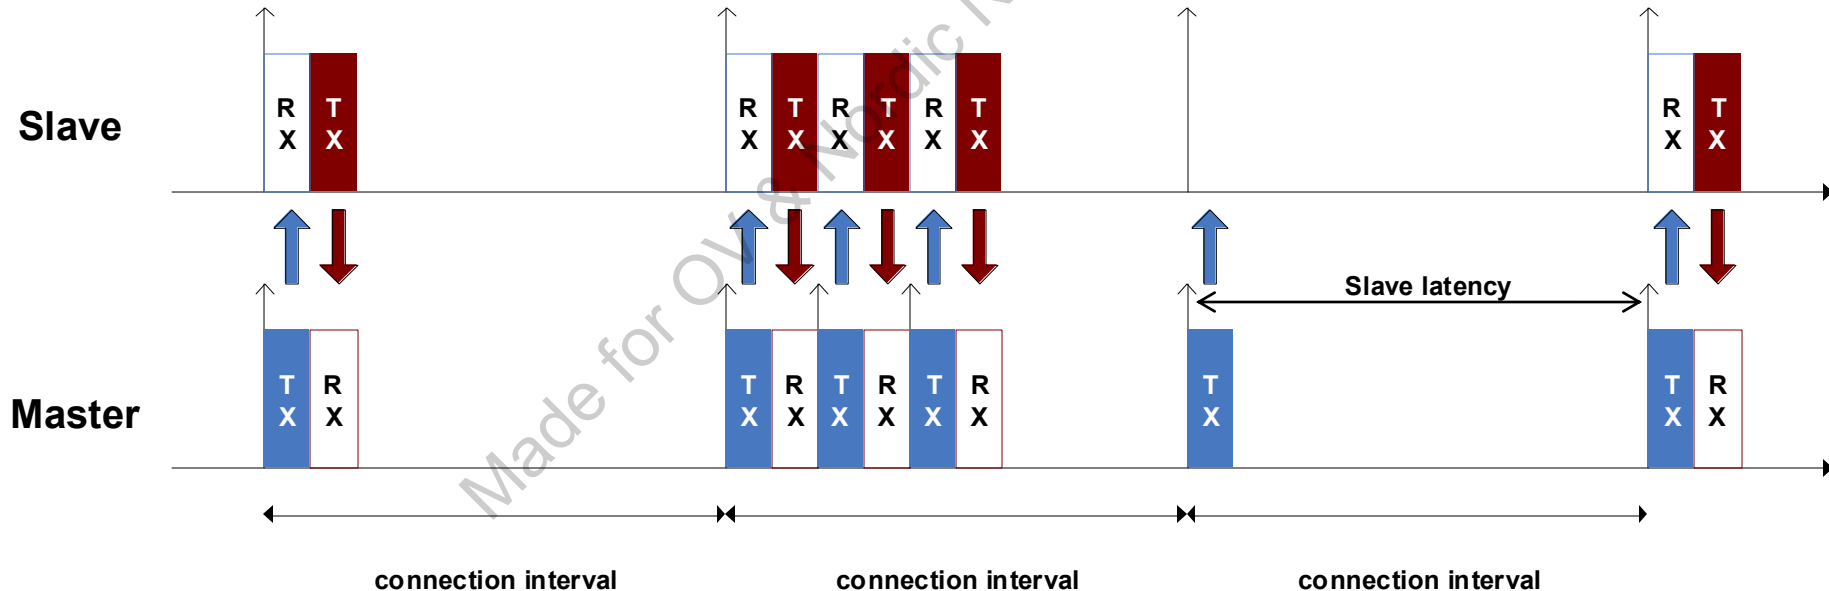 R X T X R X T X R X T X R X T X R X T X
Slave
Slave latency
T X R X T X R X T X R X T X R X T X T X R X
Master
connection interval connection interval connection interval
Made for OV & Nordic